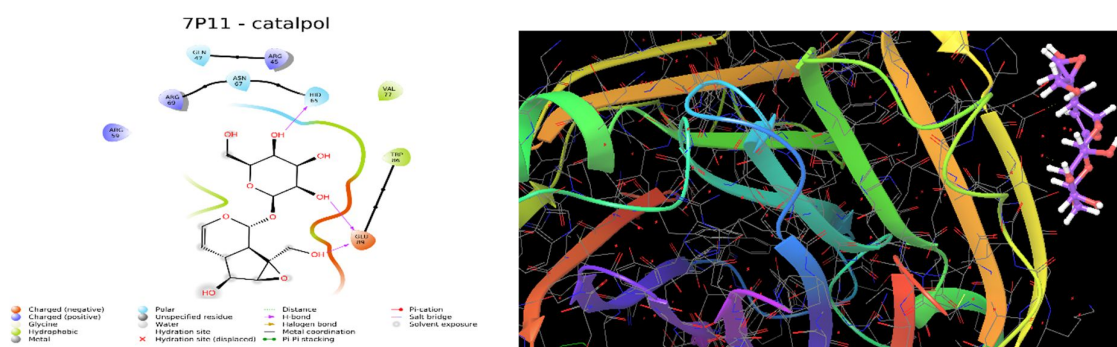 7P11 - catalpol
GLN
47
ARG
45
ASN
67
HID
65
VAL
77
ARG
69
ARG
59
TRP
86
GLU
89
OH
OH
OH
OH
O
O
O
OH
O
HO
Charged (negative)
Charged (positive)
Glycine
Hydrophobic
Metal
Polar
Unspecified residue
Water
Hydration site
Hydration site (displaced)
Distance
H-bond
Halogen bond
Metal coordination
Pi-Pi stacking
Pi-cation
Salt bridge
Solvent exposure